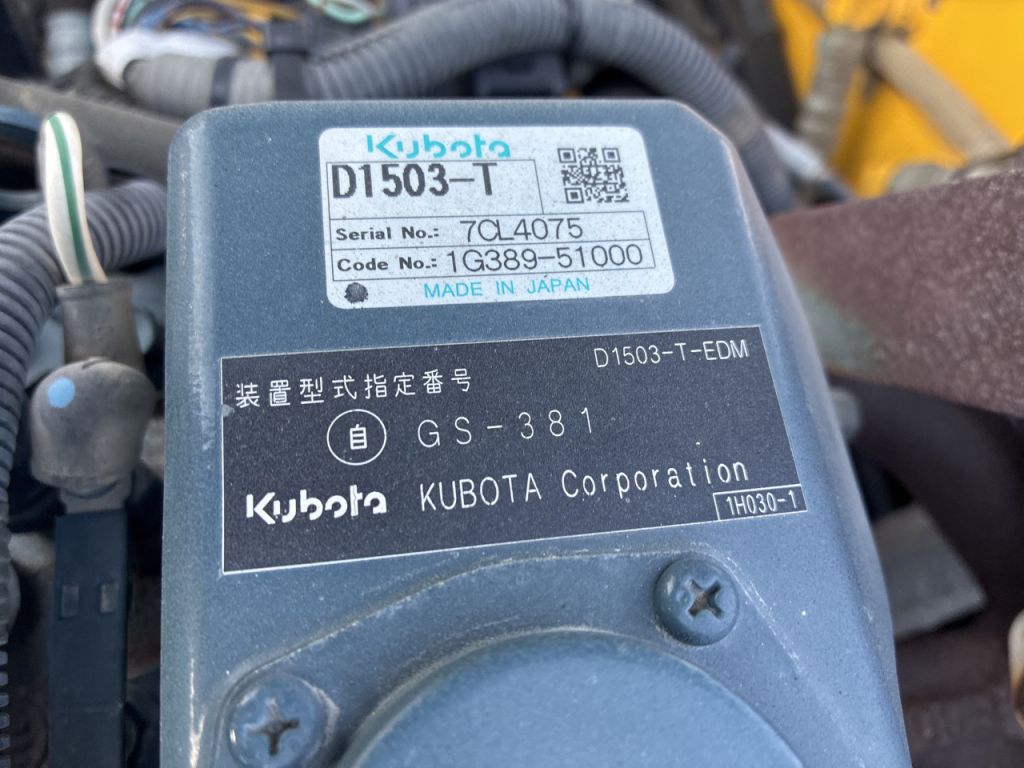 Kubota
D1503-T
Serial No.: 7CL4075
Code No.: 1G389-51000
MADE IN JAPAN
D1503-T-EDM
装置型式指定番号
自 GS-381
Kubota KUBOTA Corporation
1H030-1